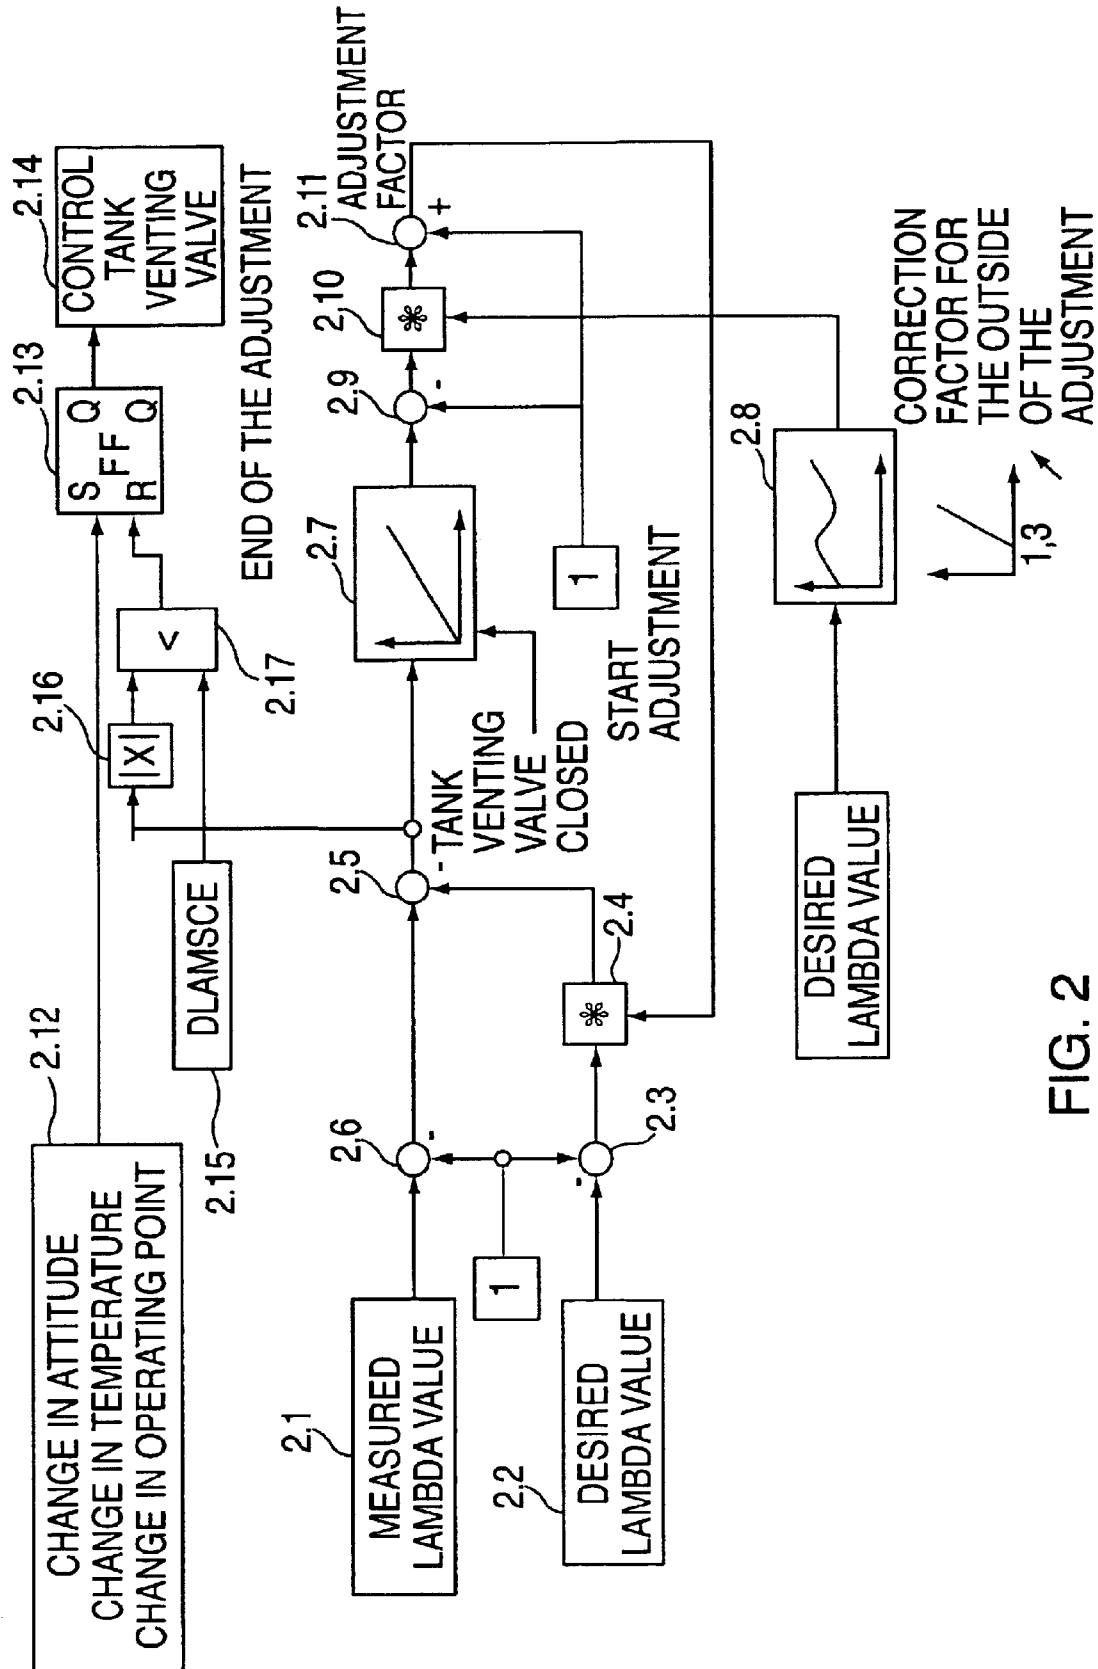 2.12
CHANGE IN ATTITUDE
CHANGE IN TEMPERATURE
CHANGE IN OPERATING POINT
2.13
S Q
FF
R Q
2.14
CONTROL
TANK
VENTING
VALVE
2.16
|X|
<
2.17
DLAMSCE
2.15
END OF THE ADJUSTMENT
2,1
MEASURED
LAMBDA VALUE
2,6
-
2,5
-
2.7
2,9
-
2,10
*
2.11
+
ADJUSTMENT
FACTOR
TANK
VENTING
VALVE
CLOSED
1
START
ADJUSTMENT
1
2,2
DESIRED
LAMBDA VALUE
-
2.3
2.4
*
DESIRED
LAMBDA VALUE
2.8
1,3
CORRECTION
FACTOR FOR
THE OUTSIDE
OF THE
ADJUSTMENT
FIG. 2